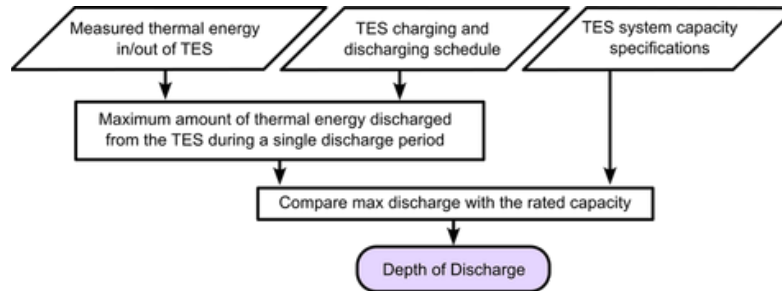 Measured thermal energy
in/out of TES
TES charging and
discharging schedule
TES system capacity
specifications
Maximum amount of thermal energy discharged
from the TES during a single discharge period
Compare max discharge with the rated capacity
Depth of Discharge